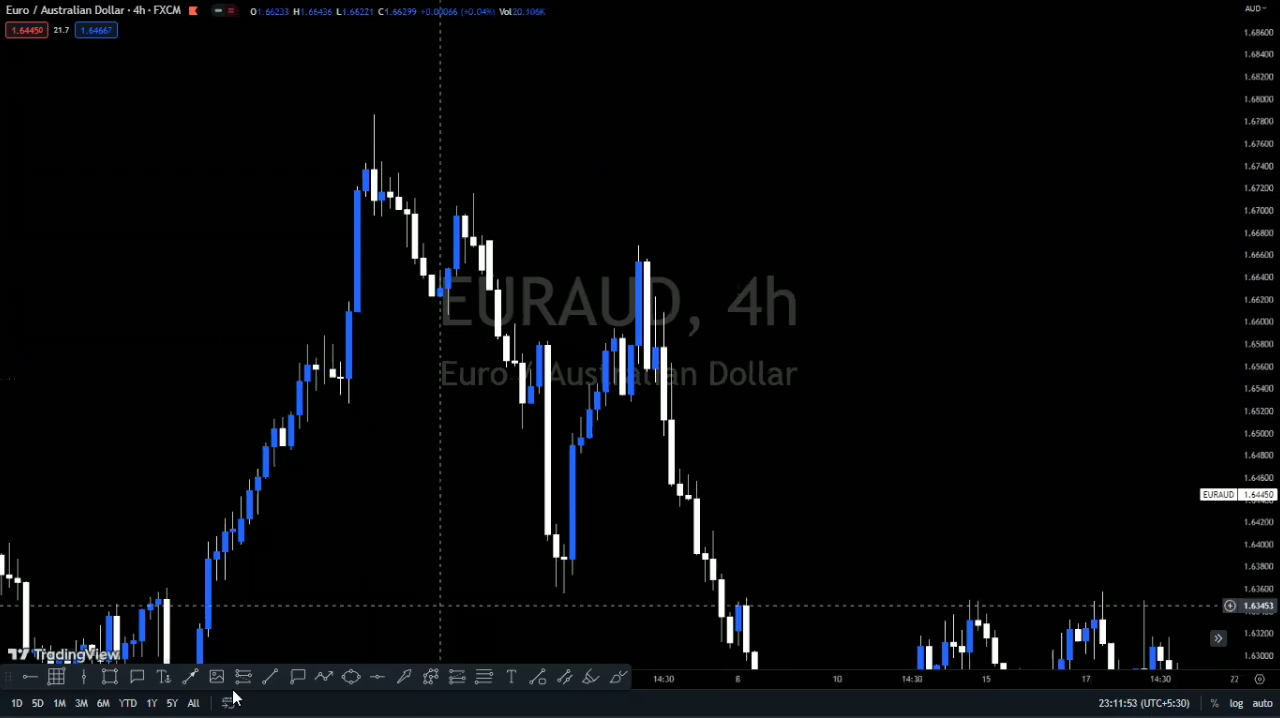 Euro / Australian Dollar · 4h · FXCM
O1.66233 H1.66436 L1.66221 C1.66299 +0.00066 (+0.04%) Vol20.106K
AUD
1.64450 21.7 1.64467
1.68600
1.68400
1.68200
1.68000
1.67800
1.67600
1.67400
1.67200
1.67000
1.66800
1.66600
1.66400
1.66200
1.66000
1.65800
1.65600
1.65400
1.65200
1.65000
1.64800
1.64600
EURAUD 1.64450
1.64200
1.64000
1.63800
1.63600
1.63453
1.63200
1.63000
EURAUD, 4h
Euro / Australian Dollar
TradingView
14:30 8 10 14:30 15 17 14:30 22
1D 5D 1M 3M 6M YTD 1Y 5Y All
23:11:53 (UTC+5:30) % log auto